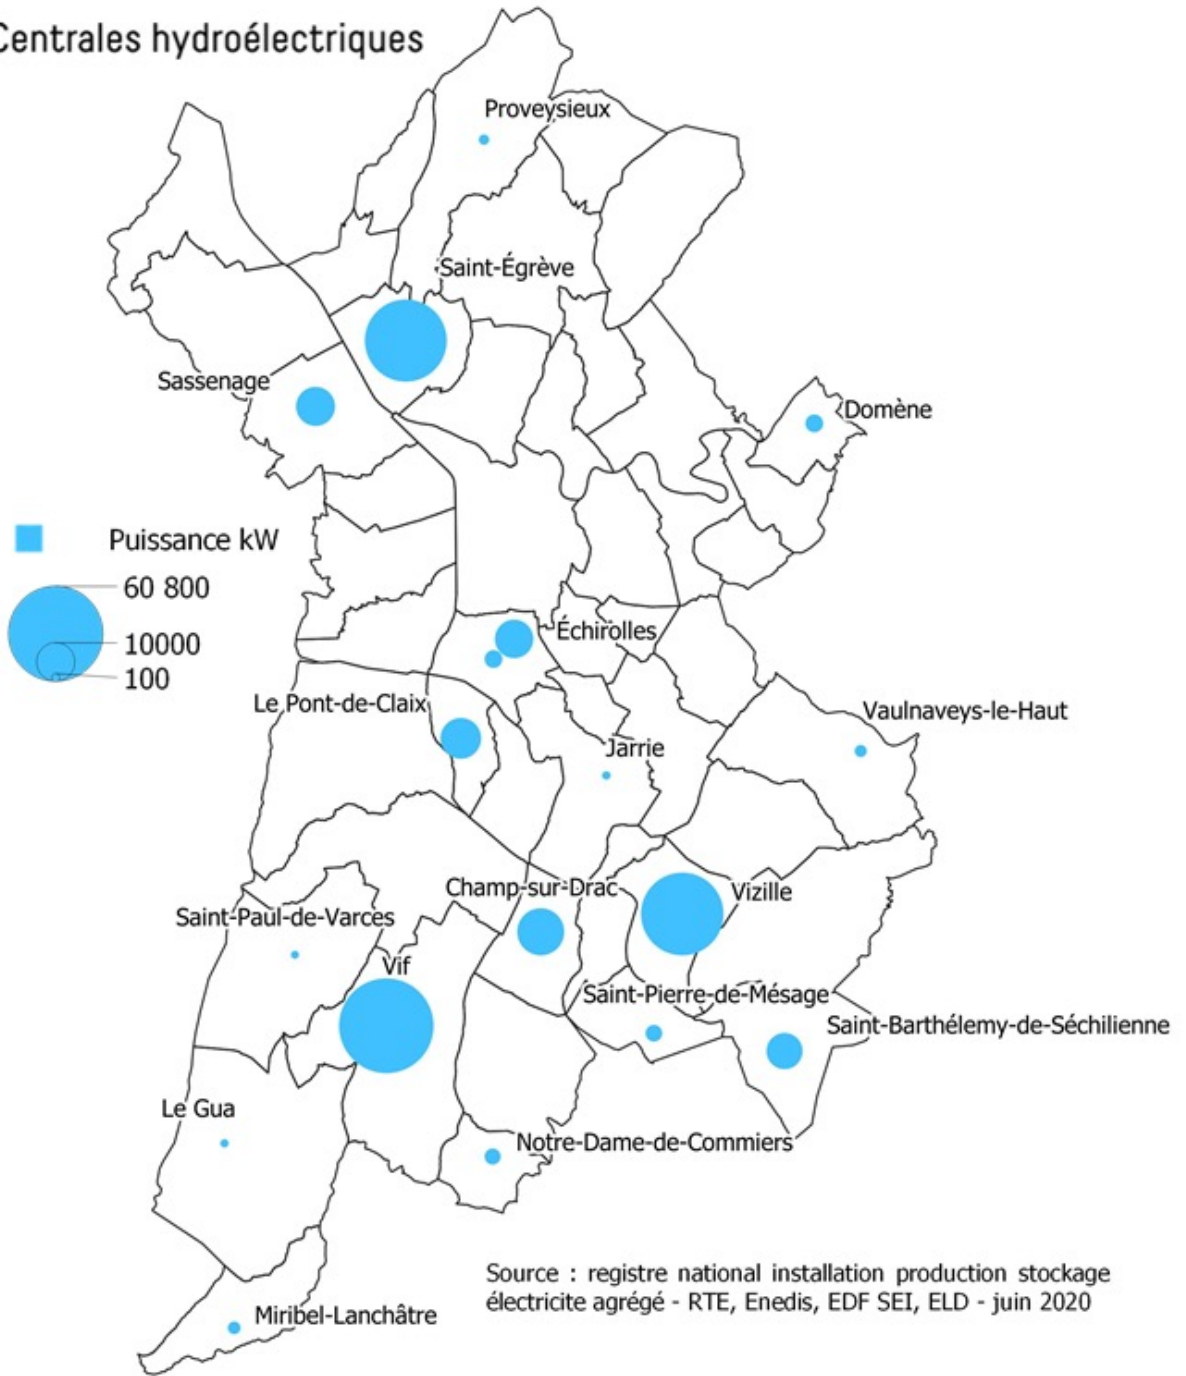 Centrales hydroélectriques
Proveysieux
Saint-Égrève
Sassenage
Domène
Puissance kW
60 800
10000
100
Échirolles
Le Pont-de-Claix
Vaulnaveys-le-Haut
Jarrie
Champ-sur-Drac
Vizille
Saint-Paul-de-Varces
Vif
Saint-Pierre-de-Mésage
Saint-Barthélemy-de-Séchilienne
Le Gua
Notre-Dame-de-Commiers
Miribel-Lanchâtre
Source : registre national installation production stockage
électricite agrégé - RTE, Enedis, EDF SEI, ELD - juin 2020